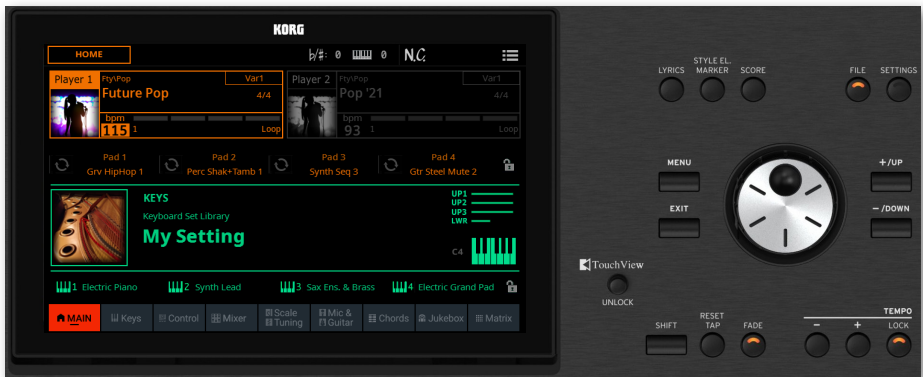 KORG
HOME
♭/♯: 0 0 N.C.
Player 1 Fty\Pop Var1
Future Pop 4/4
bpm
115 1 Loop
Player 2 Fty\Pop Var1
Pop '21 4/4
bpm
93 1 Loop
Pad 1
Grv HipHop 1
Pad 2
Perc Shak+Tamb 1
Pad 3
Synth Seq 3
Pad 4
Gtr Steel Mute 2
KEYS
Keyboard Set Library
My Setting
UP1
UP2
UP3
LWR
C4
1 Electric Piano
2 Synth Lead
3 Sax Ens. & Brass
4 Electric Grand Pad
MAIN
Keys
Control
Mixer
Scale
Tuning
Mic &
Guitar
Chords
Jukebox
Matrix
LYRICS
STYLE EL.
MARKER
SCORE
FILE
SETTINGS
MENU
EXIT
+/UP
-/DOWN
TouchView
UNLOCK
SHIFT
RESET
TAP
FADE
TEMPO
-
+
LOCK